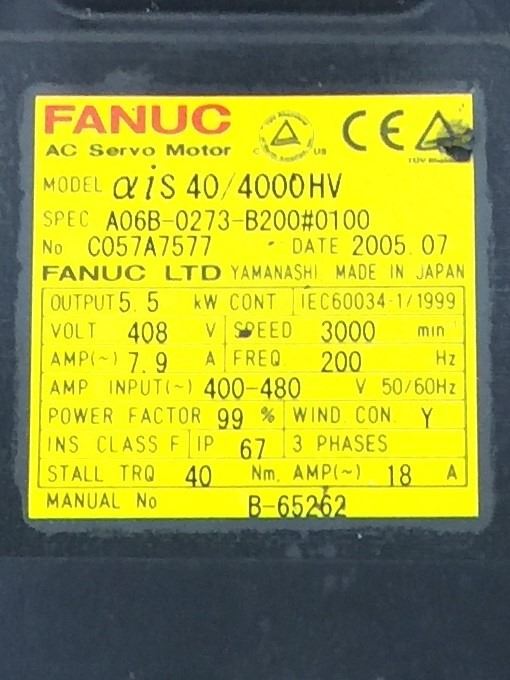 FANUC
AC Servo Motor
C US
CE
MODEL αiS 40/4000HV
SPEC A06B-0273-B200#0100
No C057A7577 DATE 2005.07
FANUC LTD YAMANASHI MADE IN JAPAN
OUTPUT 5.5 kW CONT IEC60034-1/1999
VOLT 408 V SPEED 3000 min
AMP(~) 7.9 A FREQ. 200 Hz
AMP INPUT(~) 400-480 V 50/60Hz
POWER FACTOR 99 % WIND.CON. Y
INS CLASS F IP 67 3 PHASES
STALL TRQ 40 Nm, AMP(~) 18 A
MANUAL No B-65262